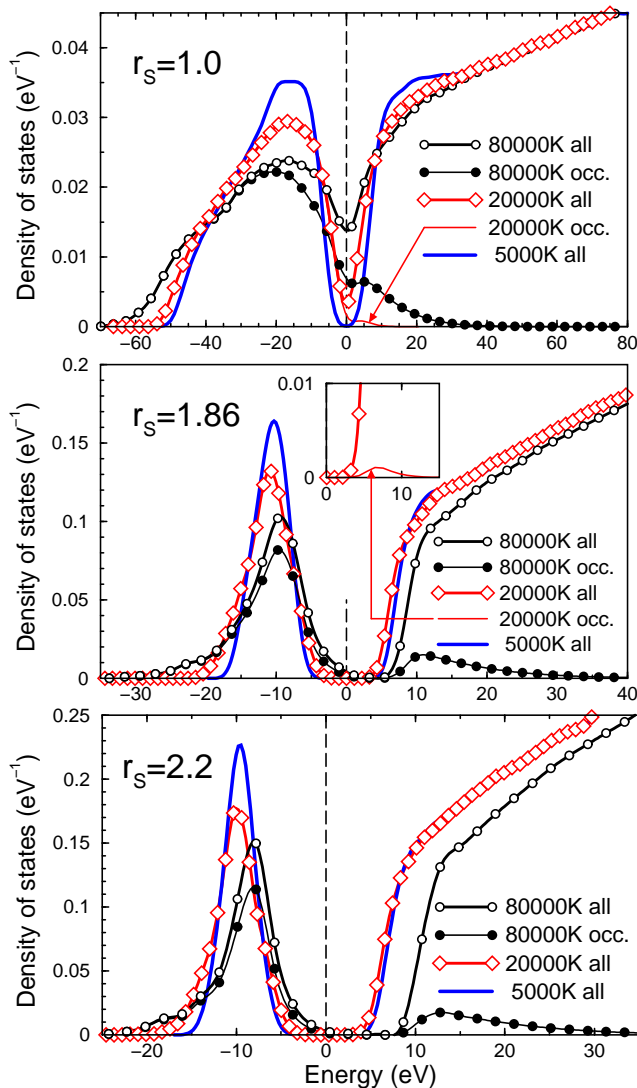 r_S=1.0
Density of states (eV⁻¹)
0.04
0.03
0.02
0.01
0
80000K all
80000K occ.
20000K all
20000K occ.
5000K all
−60 −40 −20 0 20 40 60 80
r_S=1.86
Density of states (eV⁻¹)
0.2
0.15
0.1
0.05
0
0.01
0
0 10
80000K all
80000K occ.
20000K all
20000K occ.
5000K all
−30 −20 −10 0 10 20 30 40
r_S=2.2
Density of states (eV⁻¹)
0.25
0.2
0.15
0.1
0.05
0
80000K all
80000K occ.
20000K all
5000K all
−20 −10 0 10 20 30
Energy (eV)